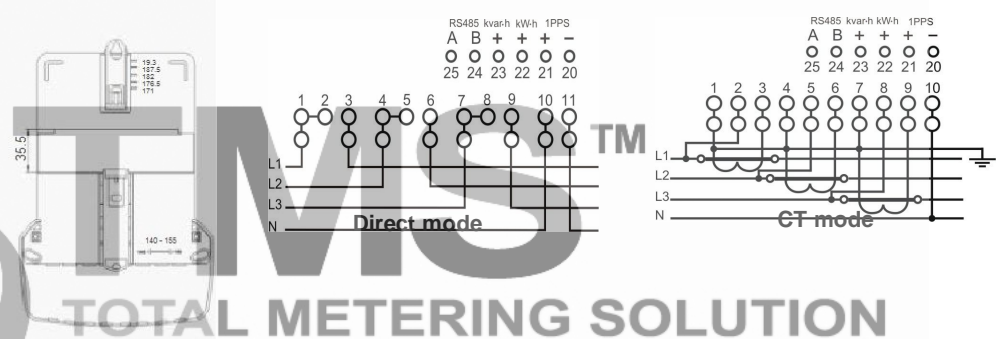 19.3
187.5
182
176.5
171
35.5
140 - 155
RS485 kvar·h kW·h 1PPS
A B + + + −
25 24 23 22 21 20
1 2 3 4 5 6 7 8 9 10 11
L1
L2
L3
N
Direct mode
RS485 kvar·h kW·h 1PPS
A B + + + −
25 24 23 22 21 20
1 2 3 4 5 6 7 8 9 10
L1
L2
L3
N
CT mode
TMS™
TOTAL METERING SOLUTION